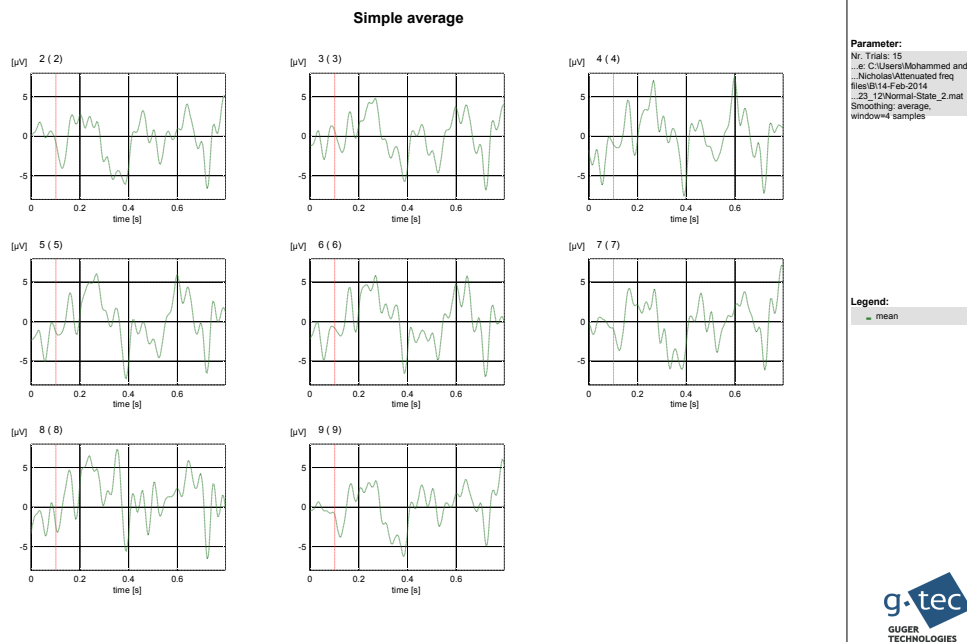 Simple average
[µV] 2 ( 2) [µV] 3 ( 3) [µV] 4 ( 4)
5 5 5
0 0 0
-5 -5 -5
0 0.2 0.4 0.6 0 0.2 0.4 0.6 0 0.2 0.4 0.6
time [s] time [s] time [s]
[µV] 5 ( 5) [µV] 6 ( 6) [µV] 7 ( 7)
5 5 5
0 0 0
-5 -5 -5
0 0.2 0.4 0.6 0 0.2 0.4 0.6 0 0.2 0.4 0.6
time [s] time [s] time [s]
[µV] 8 ( 8) [µV] 9 ( 9)
5 5
0 0
-5 -5
0 0.2 0.4 0.6 0 0.2 0.4 0.6
time [s] time [s]
Parameter:
Nr. Trials: 15
...e: C:\Users\Mohammed and
...Nicholas\Attenuated freq
files\B\14-Feb-2014
...23_12\Normal-State_2.mat
Smoothing: average,
window=4 samples
Legend:
mean
g.tec
GUGER
TECHNOLOGIES